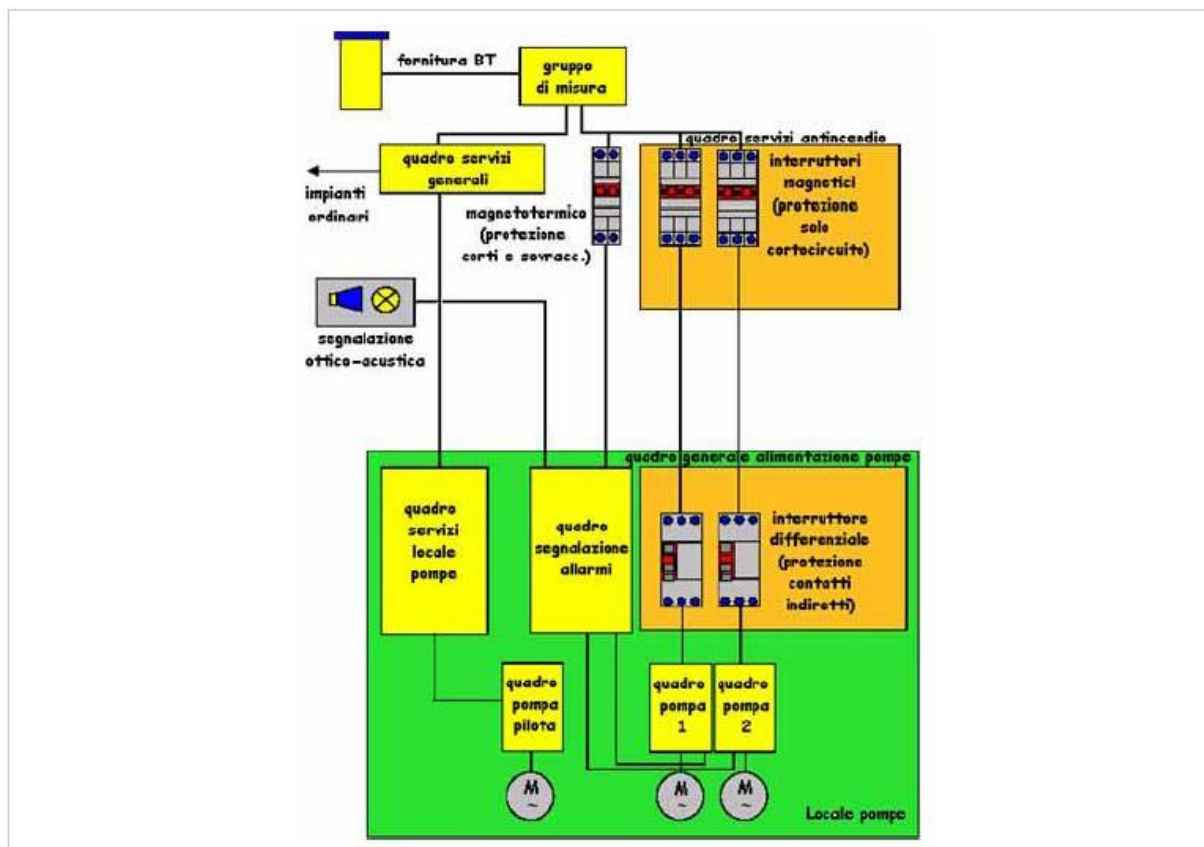 fornitura BT
gruppo
di misura
quadro servizi antincendio
quadro servizi
generali
interruttori
magnetici
(protezione
solo
cortocircuito)
impianti
ordinari
magnetotermico
(protezione
corti e sovracc.)
segnalazione
ottico-acustica
quadro generale alimentazione pompe
quadro
servizi
locale
pompe
quadro
segnalazione
allarmi
interruttore
differenziale
(protezione
contatti
indiretti)
quadro
pompa
pilota
quadro
pompa
1
quadro
pompa
2
M
~
M
~
M
~
Locale pompe